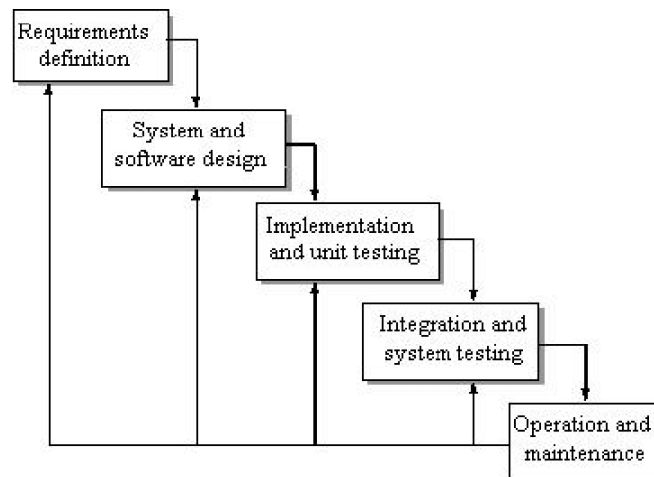 Requirements
definition
System and
software design
Implementation
and unit testing
Integration and
system testing
Operation and
maintenance